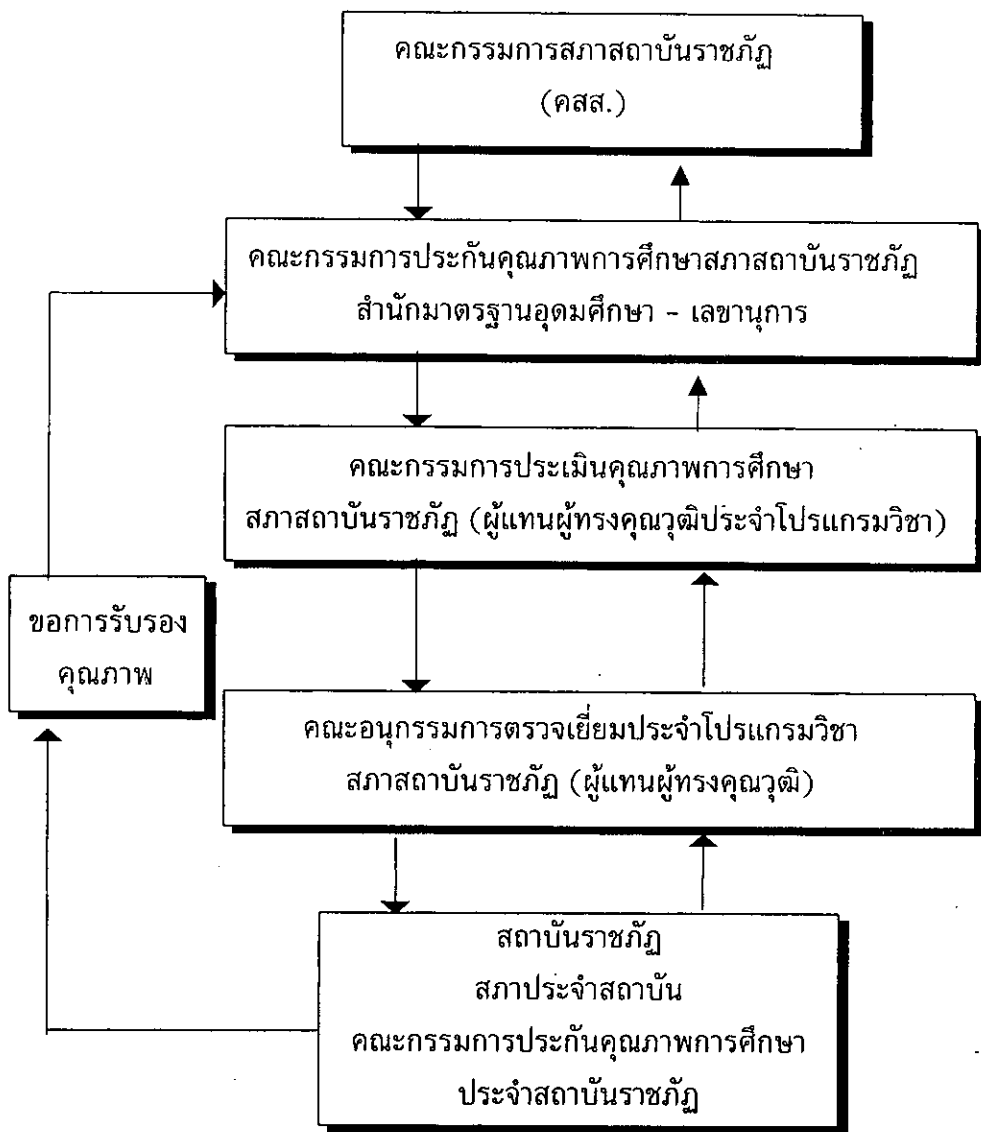 คณะกรรมการสภาสถาบันราชภัฏ
(คสส.)
คณะกรรมการประกันคุณภาพการศึกษาสภาสถาบันราชภัฏ
สำนักมาตรฐานอุดมศึกษา - เลขานุการ
คณะกรรมการประเมินคุณภาพการศึกษา
สภาสถาบันราชภัฏ (ผู้แทนผู้ทรงคุณวุฒิประจำโปรแกรมวิชา)
ขอการรับรอง
คุณภาพ
คณะอนุกรรมการตรวจเยี่ยมประจำโปรแกรมวิชา
สภาสถาบันราชภัฏ (ผู้แทนผู้ทรงคุณวุฒิ)
สถาบันราชภัฏ
สภาประจำสถาบัน
คณะกรรมการประกันคุณภาพการศึกษา
ประจำสถาบันราชภัฏ